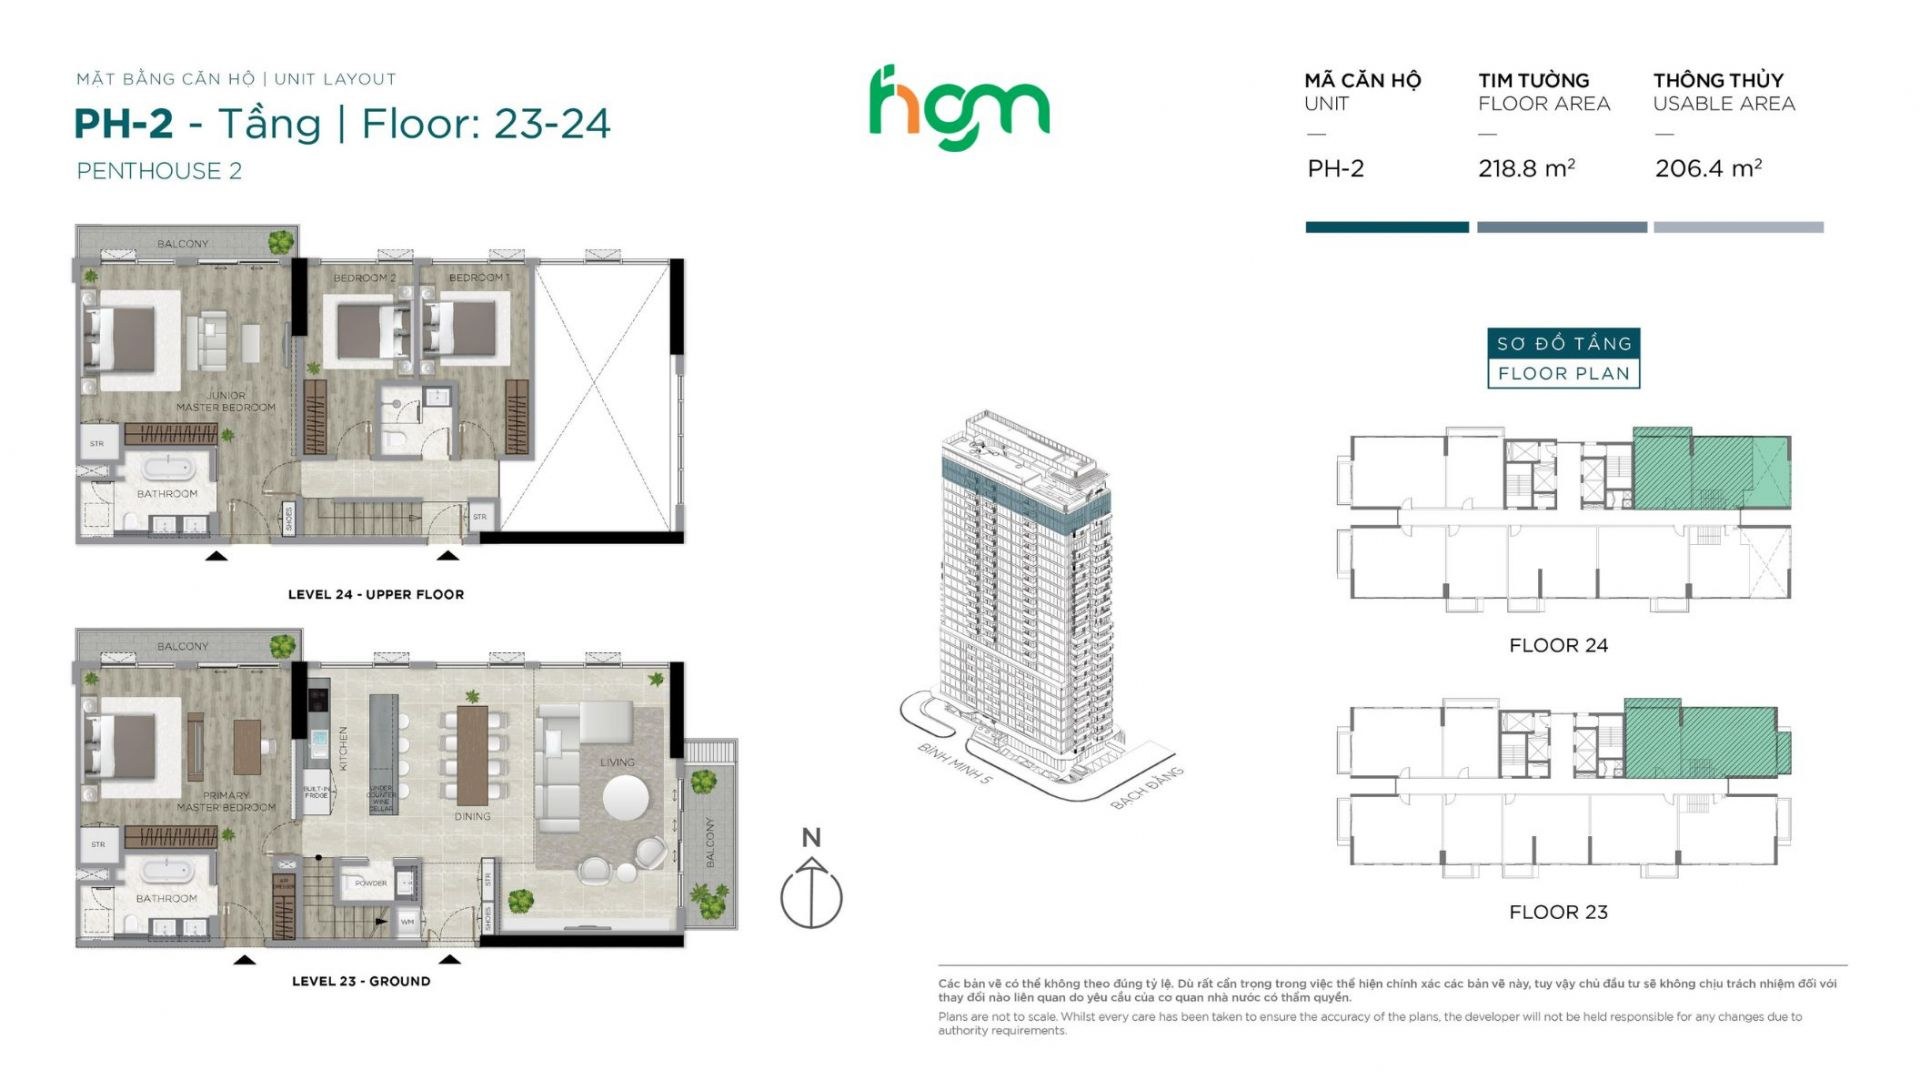 MẶT BẰNG CĂN HỘ | UNIT LAYOUT
PH-2 - Tầng | Floor: 23-24
PENTHOUSE 2
hgm
MÃ CĂN HỘ
UNIT
—
PH-2
TIM TƯỜNG
FLOOR AREA
—
218.8 m²
THÔNG THỦY
USABLE AREA
—
206.4 m²
BALCONY
BEDROOM 2
BEDROOM 1
JUNIOR
MASTER BEDROOM
STR
BATHROOM
SHOES
STR
LEVEL 24 - UPPER FLOOR
BALCONY
KITCHEN
BUILT-IN
FRIDGE
UNDER
COUNTER
WINE
CELLAR
DINING
LIVING
BALCONY
PRIMARY
MASTER BEDROOM
STR
BATHROOM
POWDER
WM
STR
SHOES
LEVEL 23 - GROUND
BÌNH MINH 5
BẠCH ĐẰNG
N
SƠ ĐỒ TẦNG
FLOOR PLAN
FLOOR 24
FLOOR 23
Các bản vẽ có thể không theo đúng tỷ lệ. Dù rất cẩn trọng trong việc thể hiện chính xác các bản vẽ này, tuy vậy chủ đầu tư sẽ không chịu trách nhiệm đối với
thay đổi nào liên quan do yêu cầu của cơ quan nhà nước có thẩm quyền.
Plans are not to scale. Whilst every care has been taken to ensure the accuracy of the plans, the developer will not be held responsible for any changes due to
authority requirements.